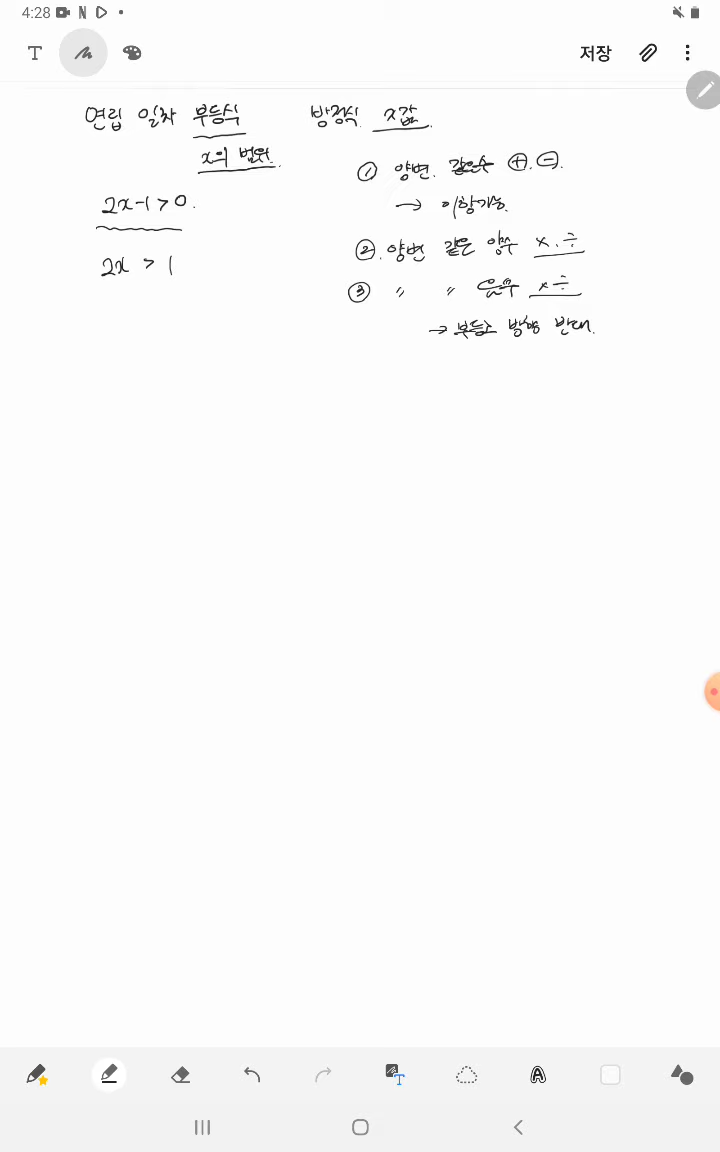 4:28
T
저장
연립 일차 부등식 방정식. x값.
x의 범위.
2x-1>0.
2x > 1
① 양변. 같은수 ⊕.⊖.
→ 이항가능.
②. 양변 같은 양수 ×.÷
③ 〃 〃 음수 ×÷
→ 부등호 방향 반대.
T
A